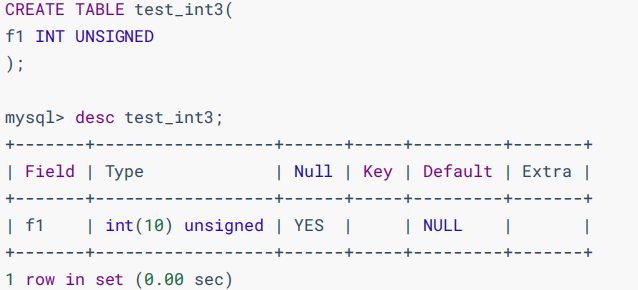 CREATE TABLE test_int3(
f1 INT UNSIGNED
);

mysql> desc test_int3;
+-------+------------------+------+-----+---------+-------+
| Field | Type             | Null | Key | Default | Extra |
+-------+------------------+------+-----+---------+-------+
| f1    | int(10) unsigned | YES  |     | NULL    |       |
+-------+------------------+------+-----+---------+-------+
1 row in set (0.00 sec)